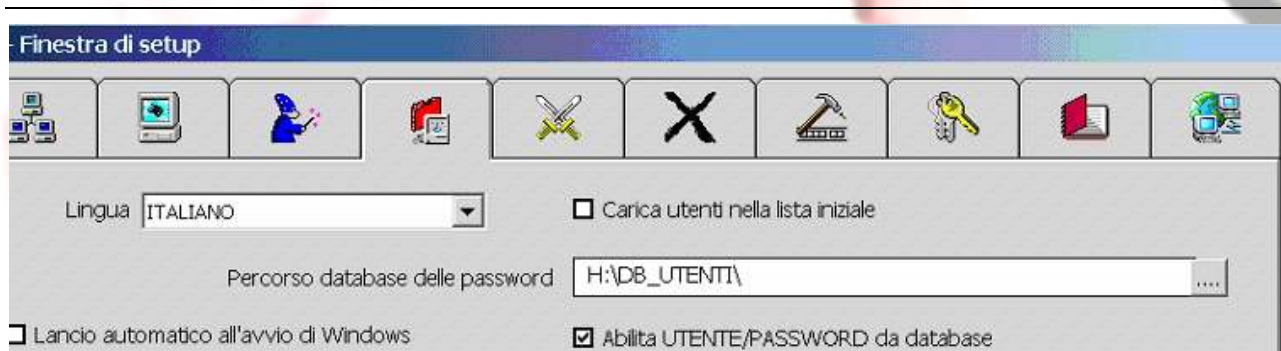 - Finestra di setup
Lingua ITALIANO
Carica utenti nella lista iniziale
Percorso database delle password H:\DB_UTENTI\ ....
Lancio automatico all'avvio di Windows
Abilita UTENTE/PASSWORD da database